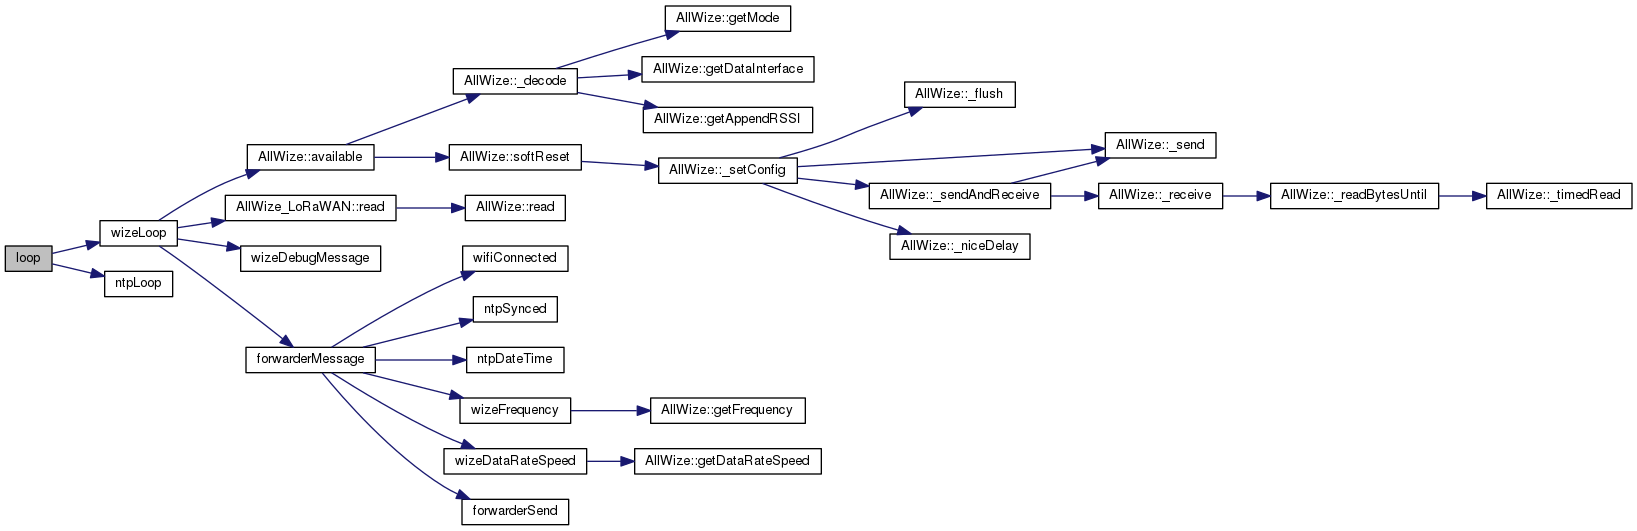 loop
wizeLoop
ntpLoop
AllWize::available
AllWize_LoRaWAN::read
wizeDebugMessage
forwarderMessage
AllWize::_decode
AllWize::softReset
AllWize::read
wifiConnected
ntpSynced
ntpDateTime
wizeFrequency
wizeDataRateSpeed
forwarderSend
AllWize::getMode
AllWize::getDataInterface
AllWize::getAppendRSSI
AllWize::_setConfig
AllWize::getFrequency
AllWize::getDataRateSpeed
AllWize::_flush
AllWize::_sendAndReceive
AllWize::_niceDelay
AllWize::_send
AllWize::_receive
AllWize::_readBytesUntil
AllWize::_timedRead